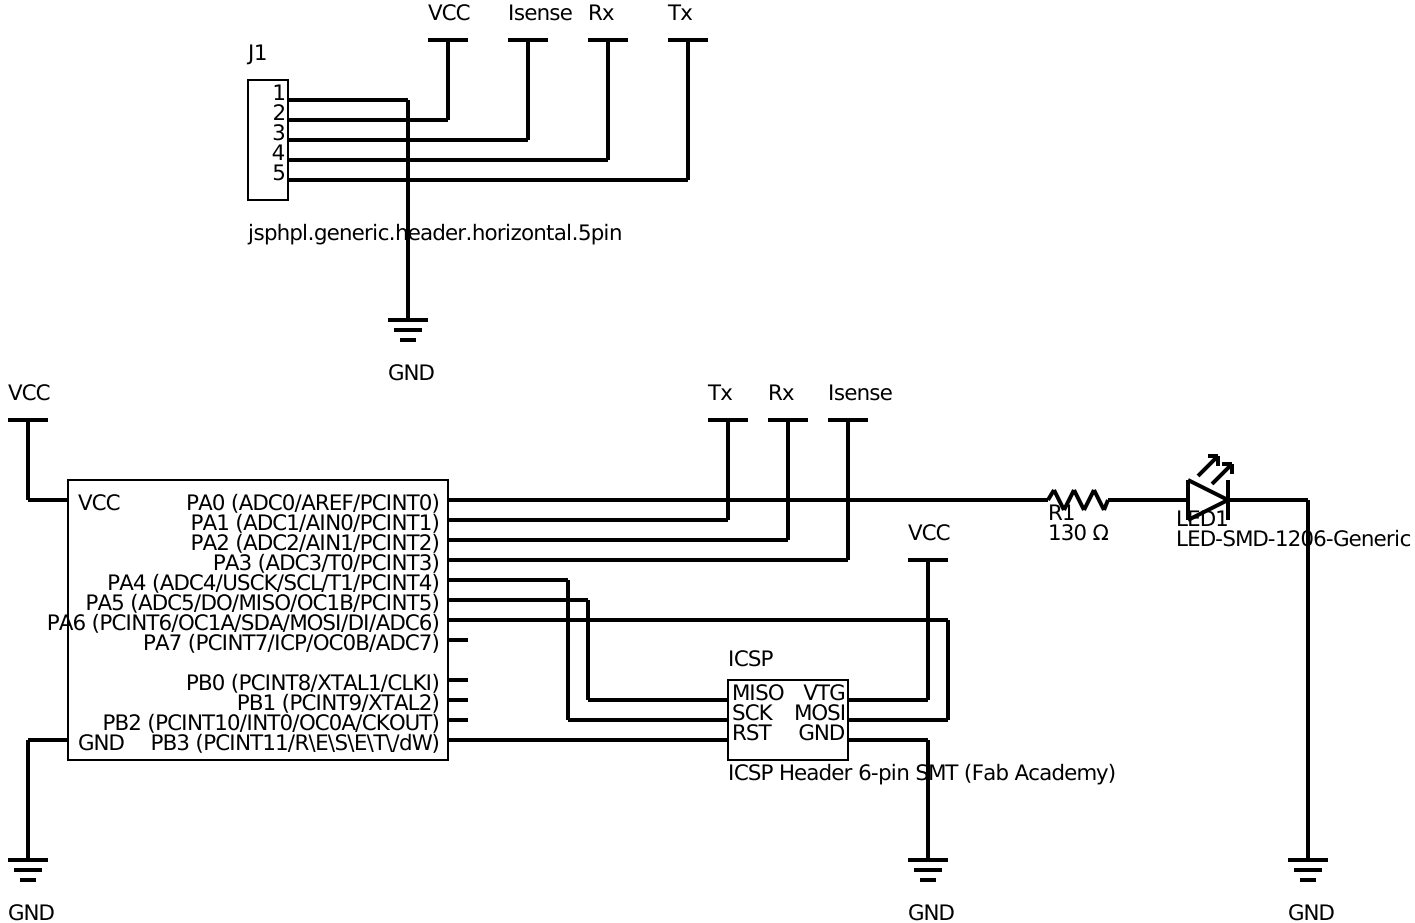 VCC Isense Rx Tx
J1
1
2
3
4
5
jsphpl.generic.header.horizontal.5pin
GND
VCC Tx Rx Isense
VCC PA0 (ADC0/AREF/PCINT0)
PA1 (ADC1/AIN0/PCINT1)
PA2 (ADC2/AIN1/PCINT2)
PA3 (ADC3/T0/PCINT3)
PA4 (ADC4/USCK/SCL/T1/PCINT4)
PA5 (ADC5/DO/MISO/OC1B/PCINT5)
PA6 (PCINT6/OC1A/SDA/MOSI/DI/ADC6)
PA7 (PCINT7/ICP/OC0B/ADC7)
PB0 (PCINT8/XTAL1/CLKI)
PB1 (PCINT9/XTAL2)
PB2 (PCINT10/INT0/OC0A/CKOUT)
GND PB3 (PCINT11/R\E\S\E\T\/dW)
R1
130 Ω
LED1
LED-SMD-1206-Generic
VCC
ICSP
MISO VTG
SCK MOSI
RST GND
ICSP Header 6-pin SMT (Fab Academy)
GND GND GND